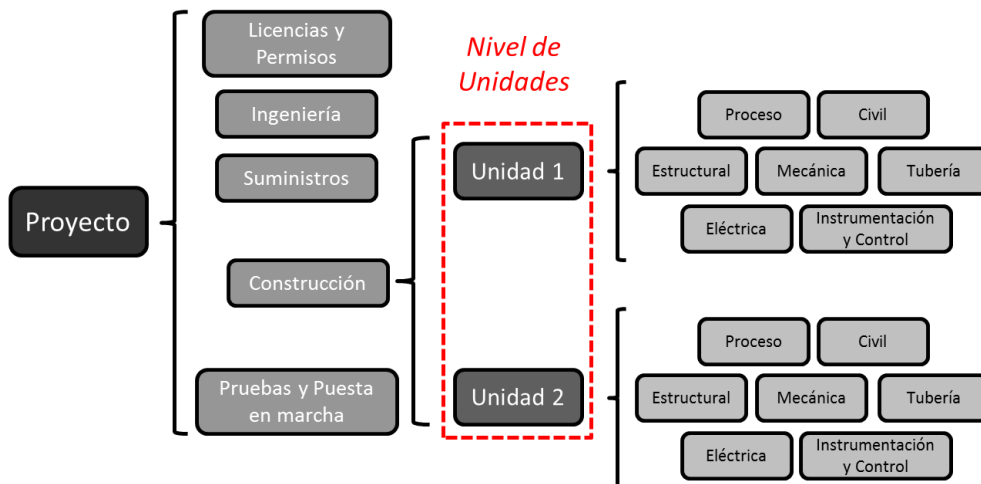 Proyecto
Licencias y
Permisos
Ingeniería
Suministros
Construcción
Pruebas y Puesta
en marcha
Nivel de
Unidades
Unidad 1
Unidad 2
Proceso
Civil
Estructural
Mecánica
Tubería
Eléctrica
Instrumentación
y Control
Proceso
Civil
Estructural
Mecánica
Tubería
Eléctrica
Instrumentación
y Control